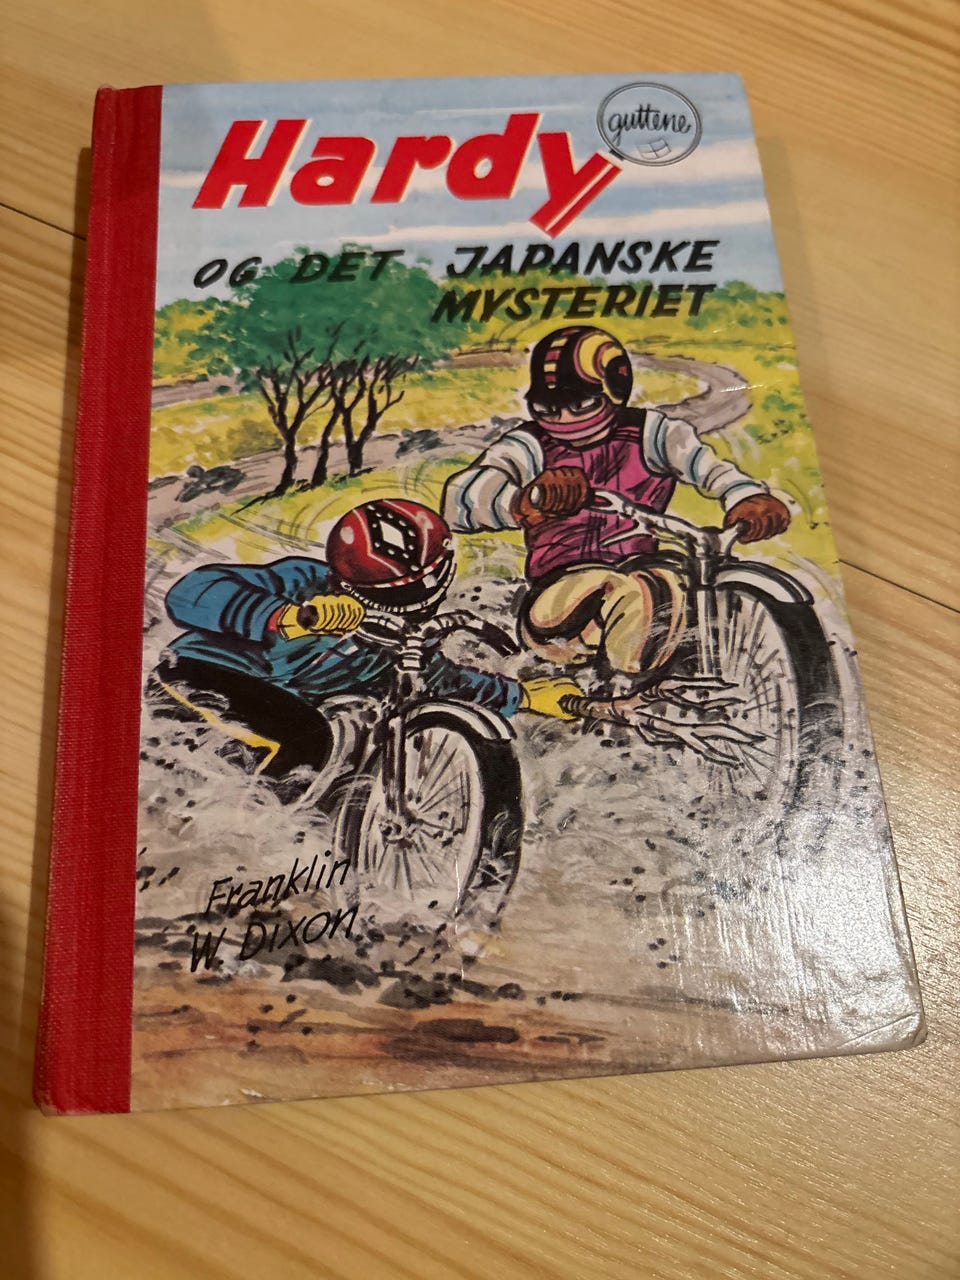 Hardy
guttene
OG DET JAPANSKE
MYSTERIET
Franklin
W. Dixon